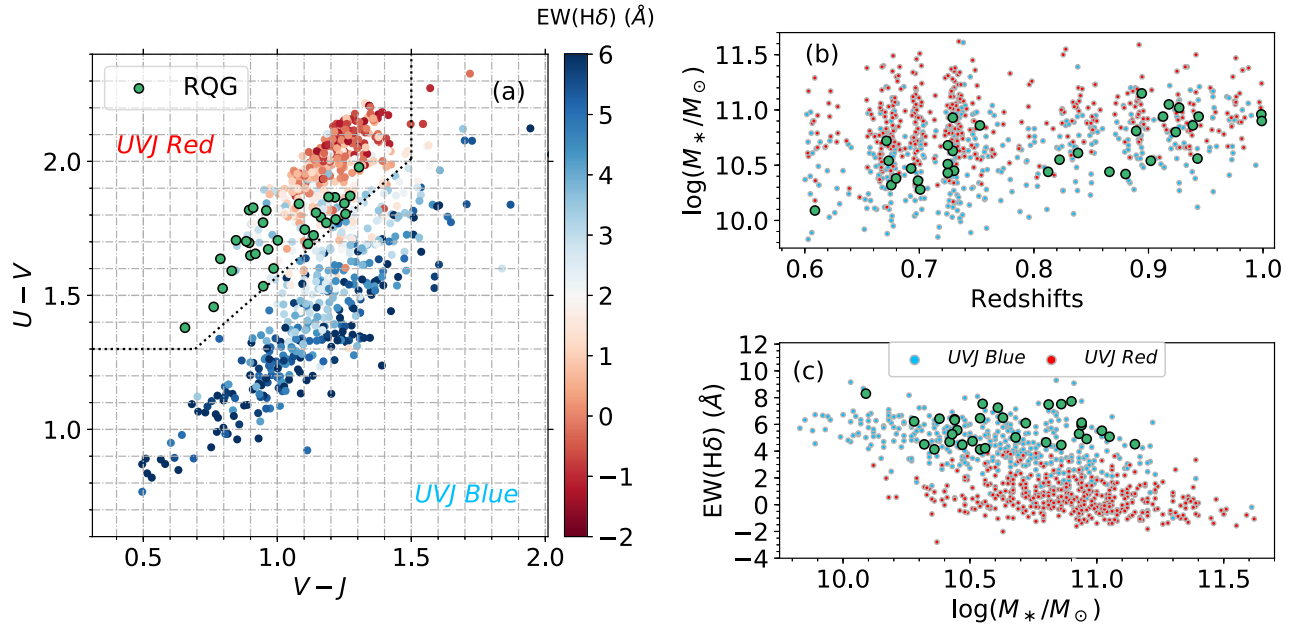 EW(Hδ) (Å)
RQG
(a)
UVJ Red
UVJ Blue
U − V
2.0
1.5
1.0
0.5
1.0
1.5
2.0
V − J
6
5
4
3
2
1
0
−1
−2
(b)
log(M∗/M⊙)
11.5
11.0
10.5
10.0
0.6
0.7
0.8
0.9
1.0
Redshifts
UVJ Blue
UVJ Red
(c)
EW(Hδ) (Å)
12
10
8
6
4
2
0
−2
−4
10.0
10.5
11.0
11.5
log(M∗/M⊙)